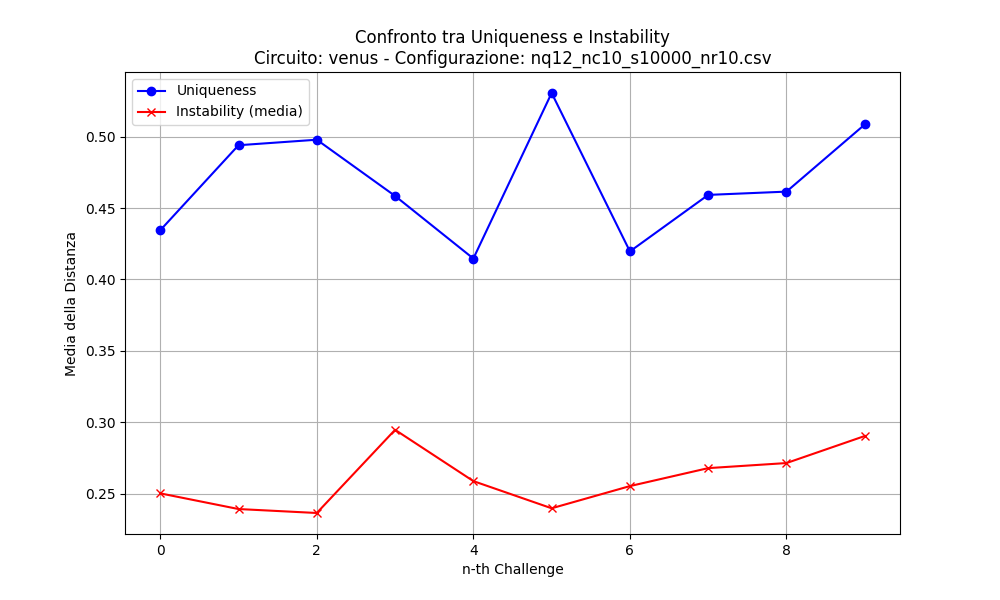 Confronto tra Uniqueness e Instability
Circuito: venus - Configurazione: nq12_nc10_s10000_nr10.csv
Uniqueness
Instability (media)
Media della Distanza
0.50
0.45
0.40
0.35
0.30
0.25
0 2 4 6 8
n-th Challenge